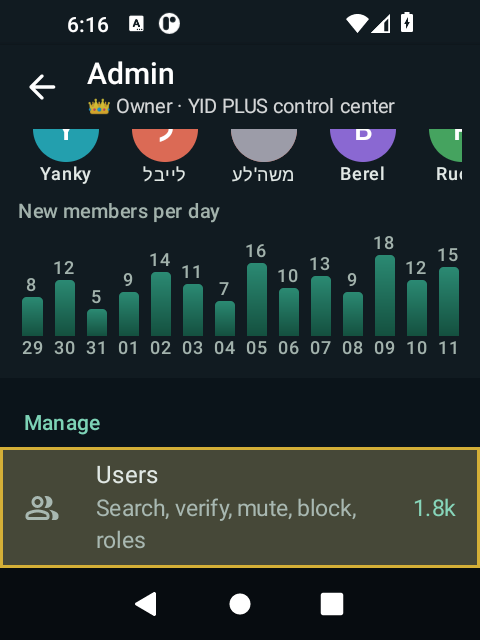 6:16
Admin
👑 Owner · YID PLUS control center
Yanky לייבל משה'לע Berel
New members per day
8 12 5 9 14 11 7 16 10 13 9 18 12 15
29 30 31 01 02 03 04 05 06 07 08 09 10 11
Manage
Users
Search, verify, mute, block,
roles
1.8k